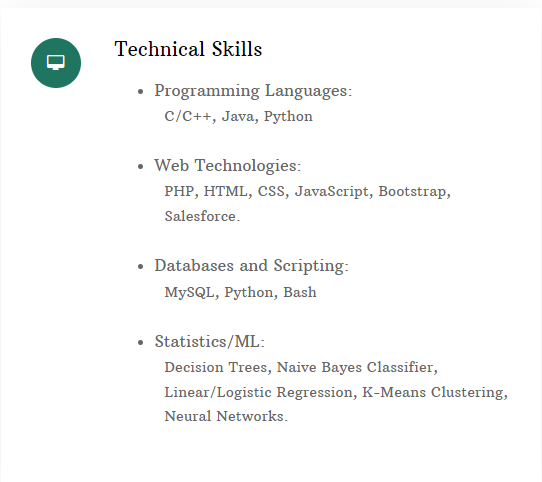 Technical Skills
• Programming Languages:
C/C++, Java, Python
• Web Technologies:
PHP, HTML, CSS, JavaScript, Bootstrap,
Salesforce.
• Databases and Scripting:
MySQL, Python, Bash
• Statistics/ML:
Decision Trees, Naive Bayes Classifier,
Linear/Logistic Regression, K-Means Clustering,
Neural Networks.